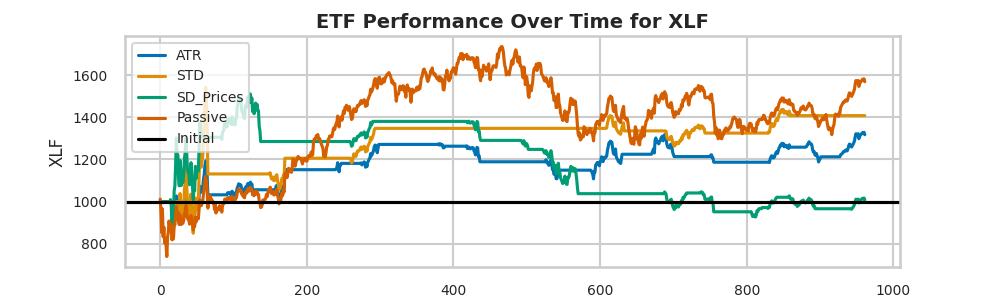 ETF Performance Over Time for XLF
XLF
1600
1400
1200
1000
800
ATR
STD
SD_Prices
Passive
Initial
0
200
400
600
800
1000